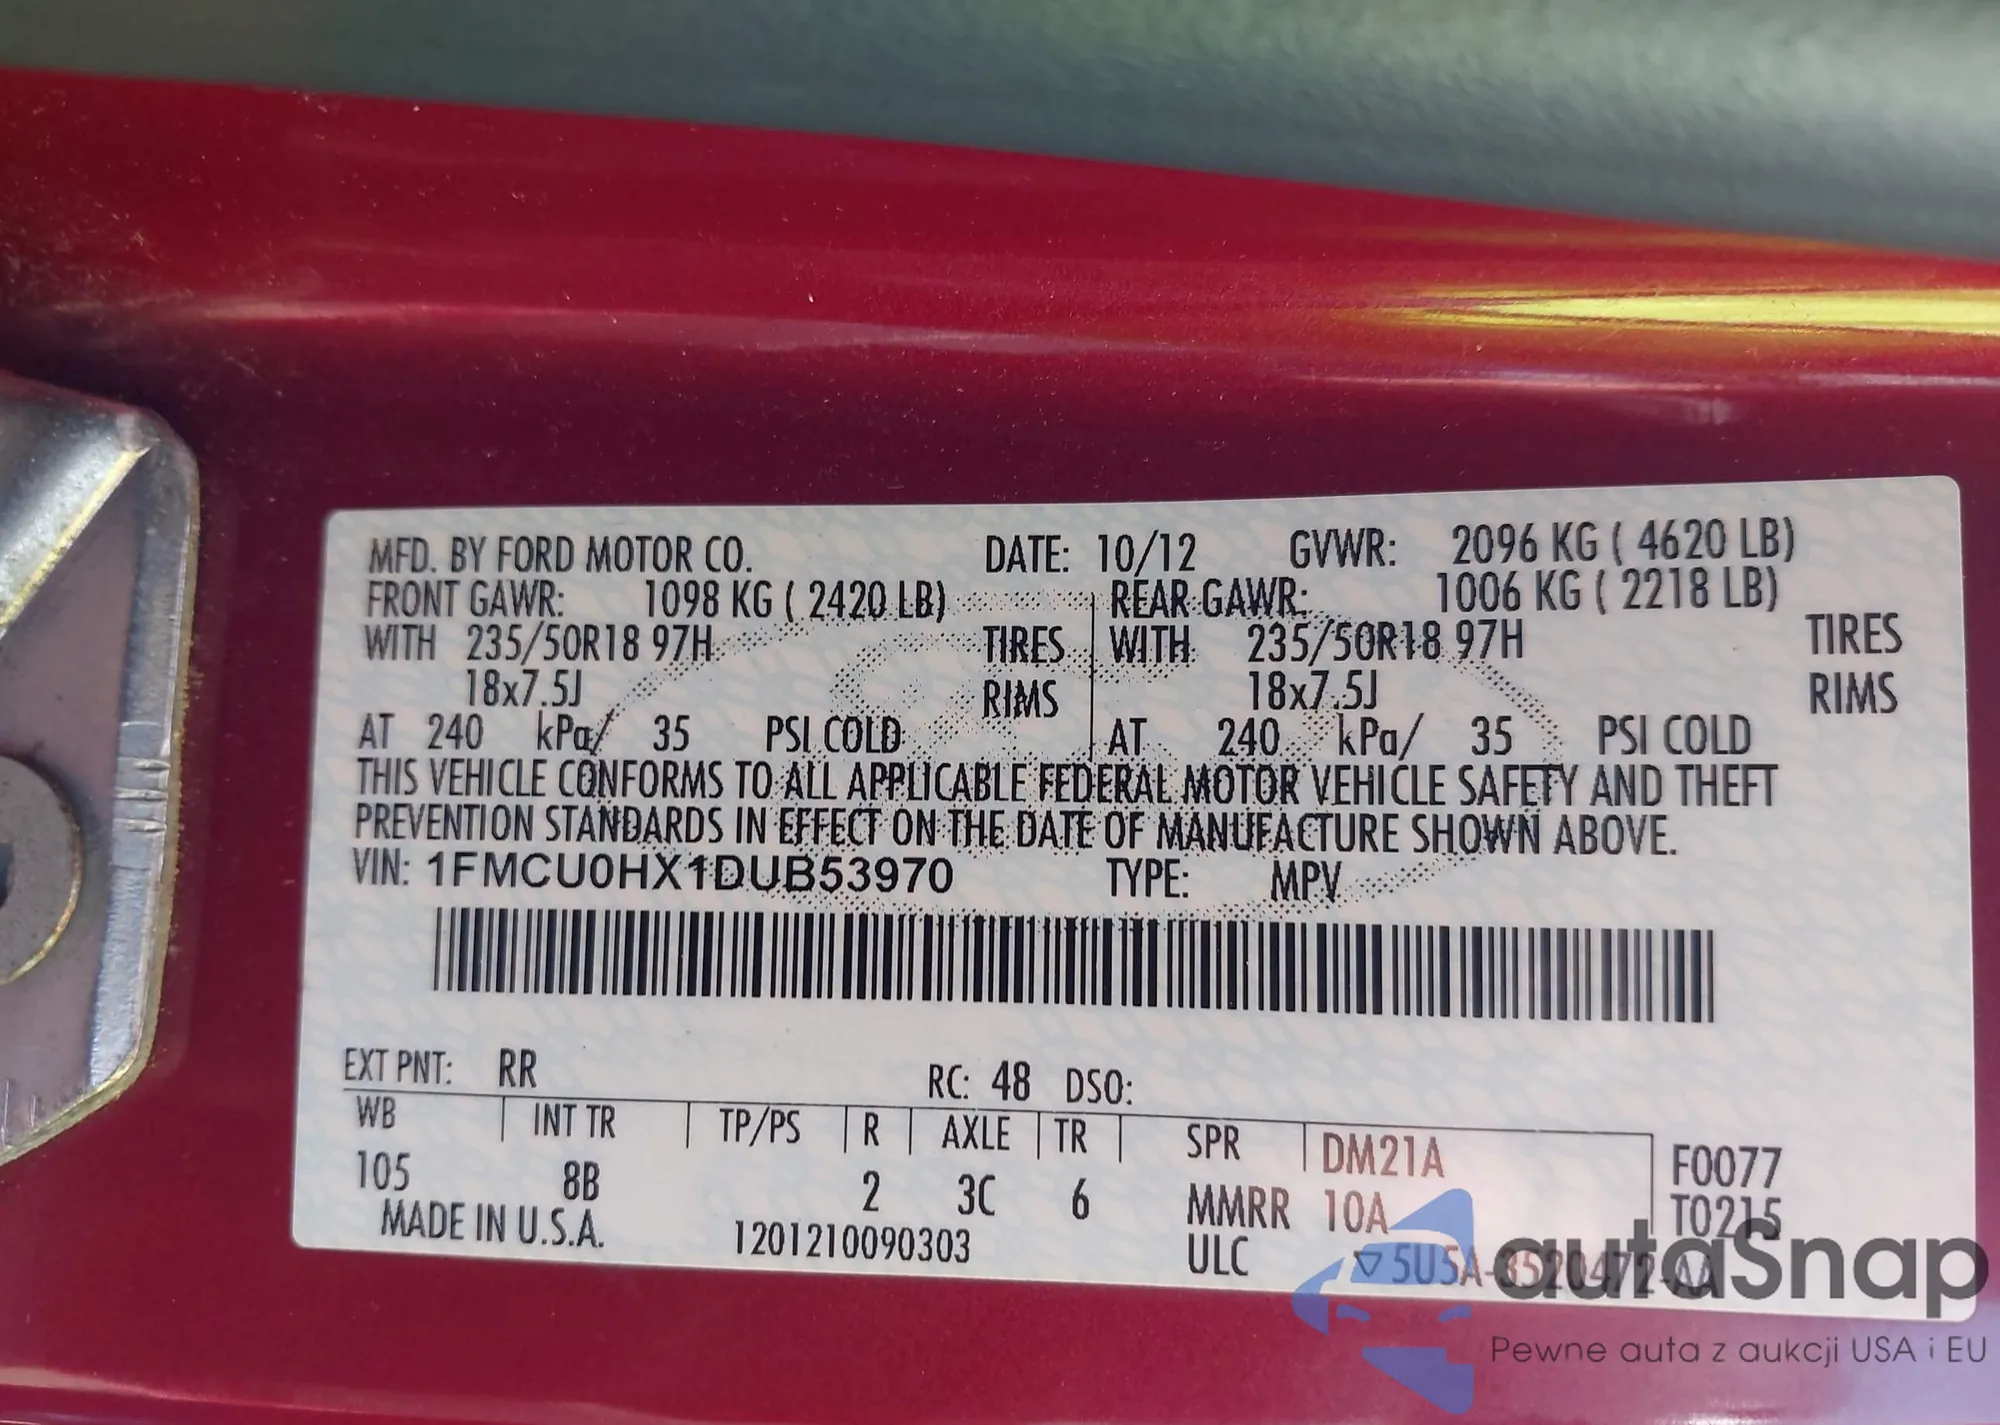 MFD. BY FORD MOTOR CO. DATE: 10/12 GVWR: 2096 KG ( 4620 LB)
FRONT GAWR: 1098 KG ( 2420 LB) REAR GAWR: 1006 KG ( 2218 LB)
WITH 235/50R18 97H TIRES WITH 235/50R18 97H TIRES
18x7.5J RIMS 18x7.5J RIMS
AT 240 kPa/ 35 PSI COLD AT 240 kPa/ 35 PSI COLD
THIS VEHICLE CONFORMS TO ALL APPLICABLE FEDERAL MOTOR VEHICLE SAFETY AND THEFT
PREVENTION STANDARDS IN EFFECT ON THE DATE OF MANUFACTURE SHOWN ABOVE.
VIN: 1FMCU0HX1DUB53970 TYPE: MPV
EXT PNT: RR RC: 48 DSO:
WB INT TR TP/PS R AXLE TR SPR DM21A F0077
105 8B 2 3C 6 MMRR 10A T0215
MADE IN U.S.A. 1201210090303 ULC ▽ 5U5A-3520472-AA
autaSnap
Pewne auta z aukcji USA i EU